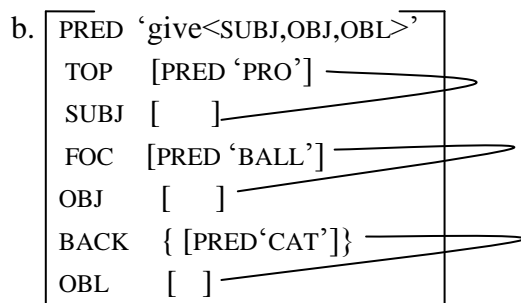 b. PRED ‘give<SUBJ,OBJ,OBL>’
TOP [PRED ‘PRO’]
SUBJ [ ]
FOC [PRED ‘BALL’]
OBJ [ ]
BACK { [PRED‘CAT’]}
OBL [ ]